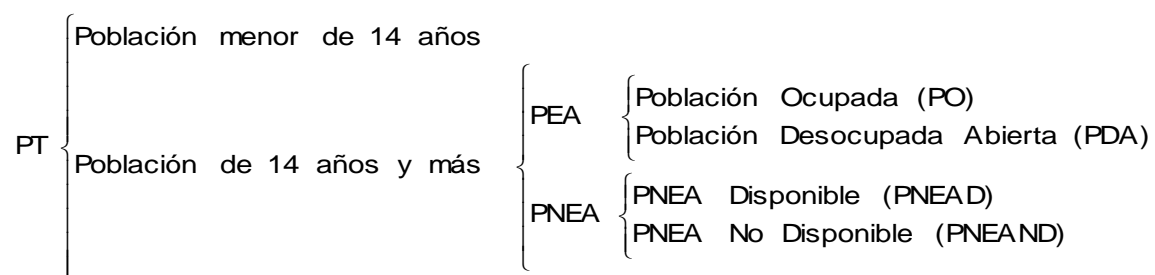 Población menor de 14 años
PT
Población de 14 años y más
PEA
Población Ocupada (PO)
Población Desocupada Abierta (PDA)
PNEA
PNEA Disponible (PNEAD)
PNEA No Disponible (PNEAND)